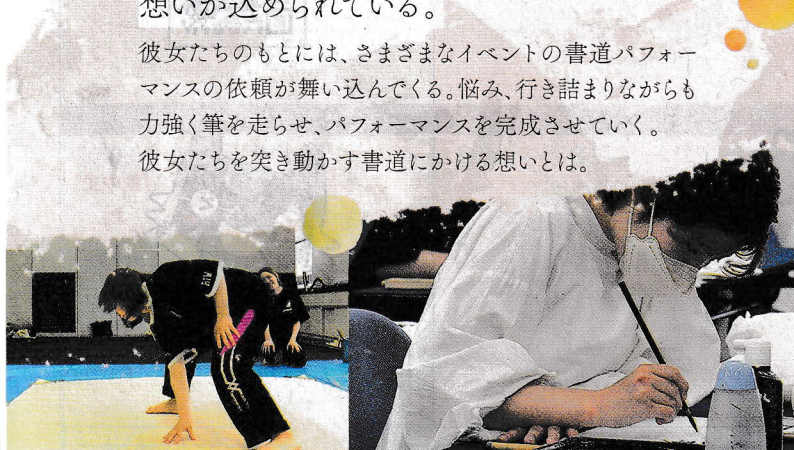 想いが込められている。
彼女たちのもとには、さまざまなイベントの書道パフォー
マンスの依頼が舞い込んでくる。悩み、行き詰まりながらも
力強く筆を走らせ、パフォーマンスを完成させていく。
彼女たちを突き動かす書道にかける想いとは。